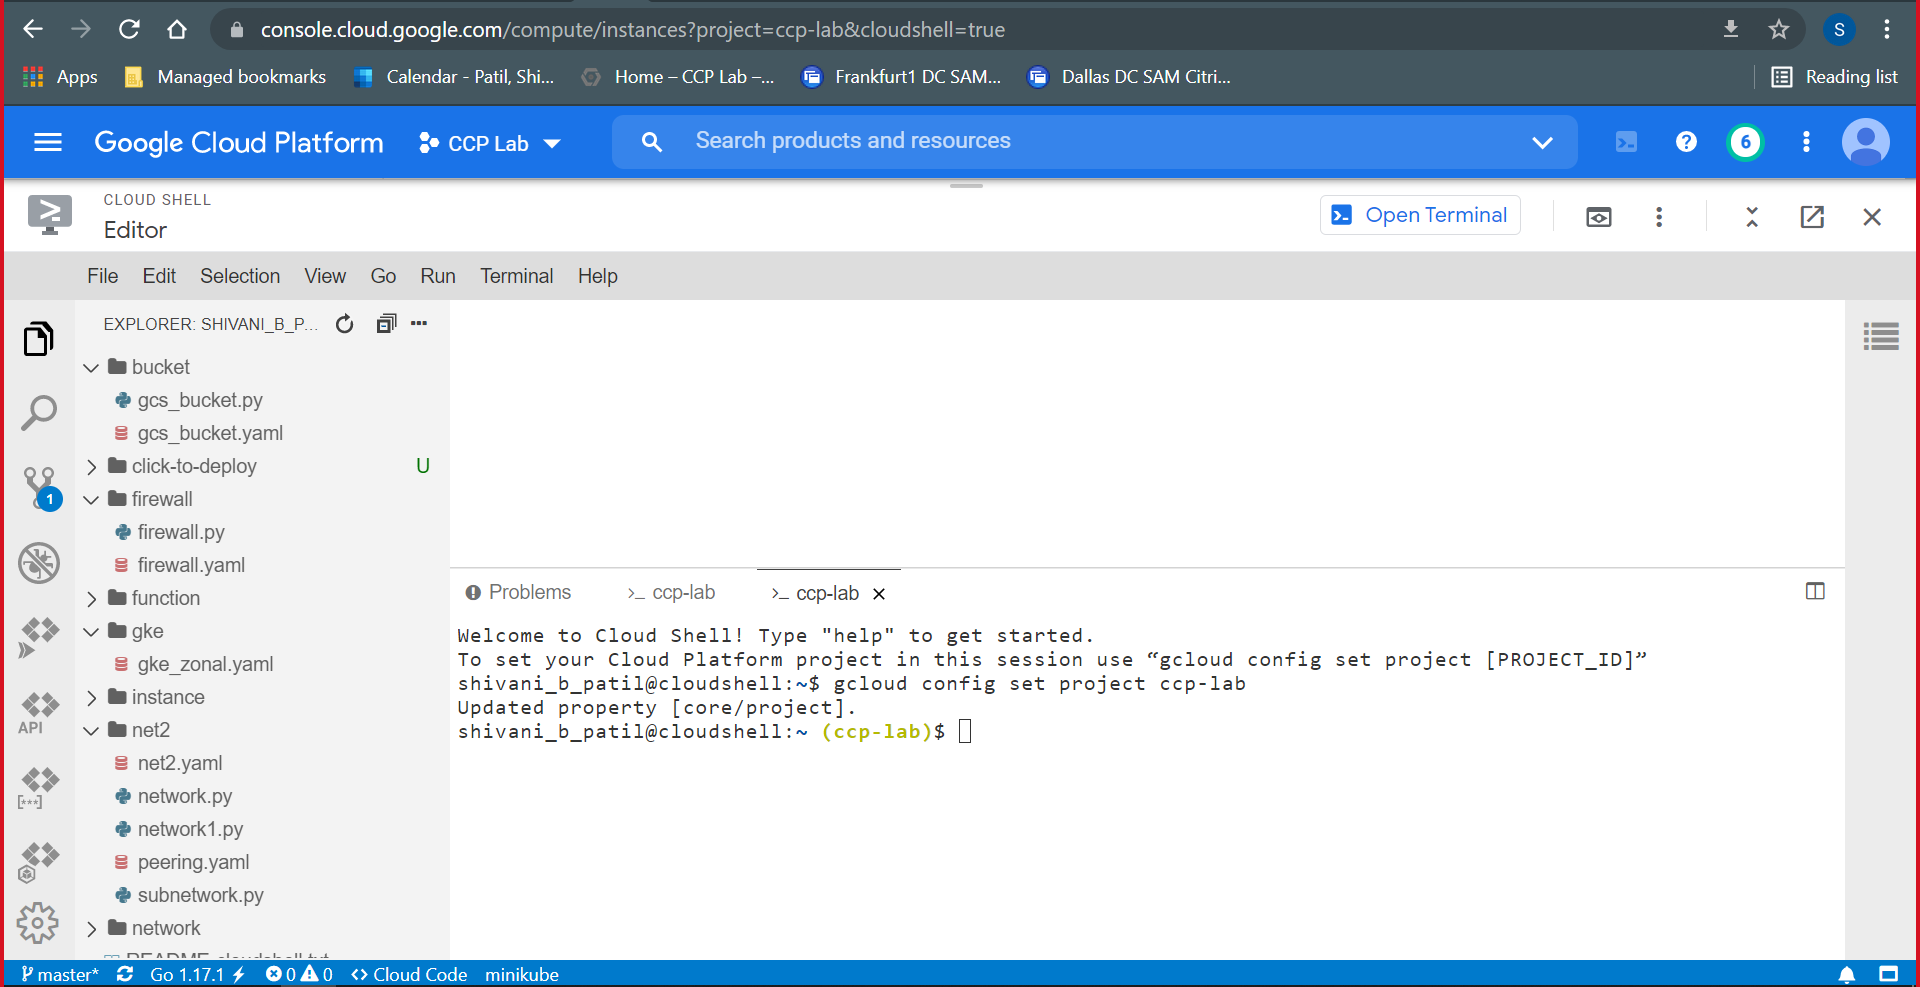 console.cloud.google.com/compute/instances?project=ccp-lab&cloudshell=true
S
Apps
Managed bookmarks
Calendar - Patil, Shi...
Home – CCP Lab –...
Frankfurt1 DC SAM...
Dallas DC SAM Citri...
Reading list
Google Cloud Platform
CCP Lab
Search products and resources
6
CLOUD SHELL
Editor
Open Terminal
File Edit Selection View Go Run Terminal Help
EXPLORER: SHIVANI_B_P...
bucket
gcs_bucket.py
gcs_bucket.yaml
click-to-deploy U
firewall
1
firewall.py
firewall.yaml
function
gke
gke_zonal.yaml
instance
API
net2
net2.yaml
network.py
network1.py
peering.yaml
subnetwork.py
network
Problems
>_ ccp-lab
>_ ccp-lab
Welcome to Cloud Shell! Type "help" to get started.
To set your Cloud Platform project in this session use “gcloud config set project [PROJECT_ID]”
shivani_b_patil@cloudshell:~$ gcloud config set project ccp-lab
Updated property [core/project].
shivani_b_patil@cloudshell:~ (ccp-lab)$
master* Go 1.17.1 0 0 <> Cloud Code minikube